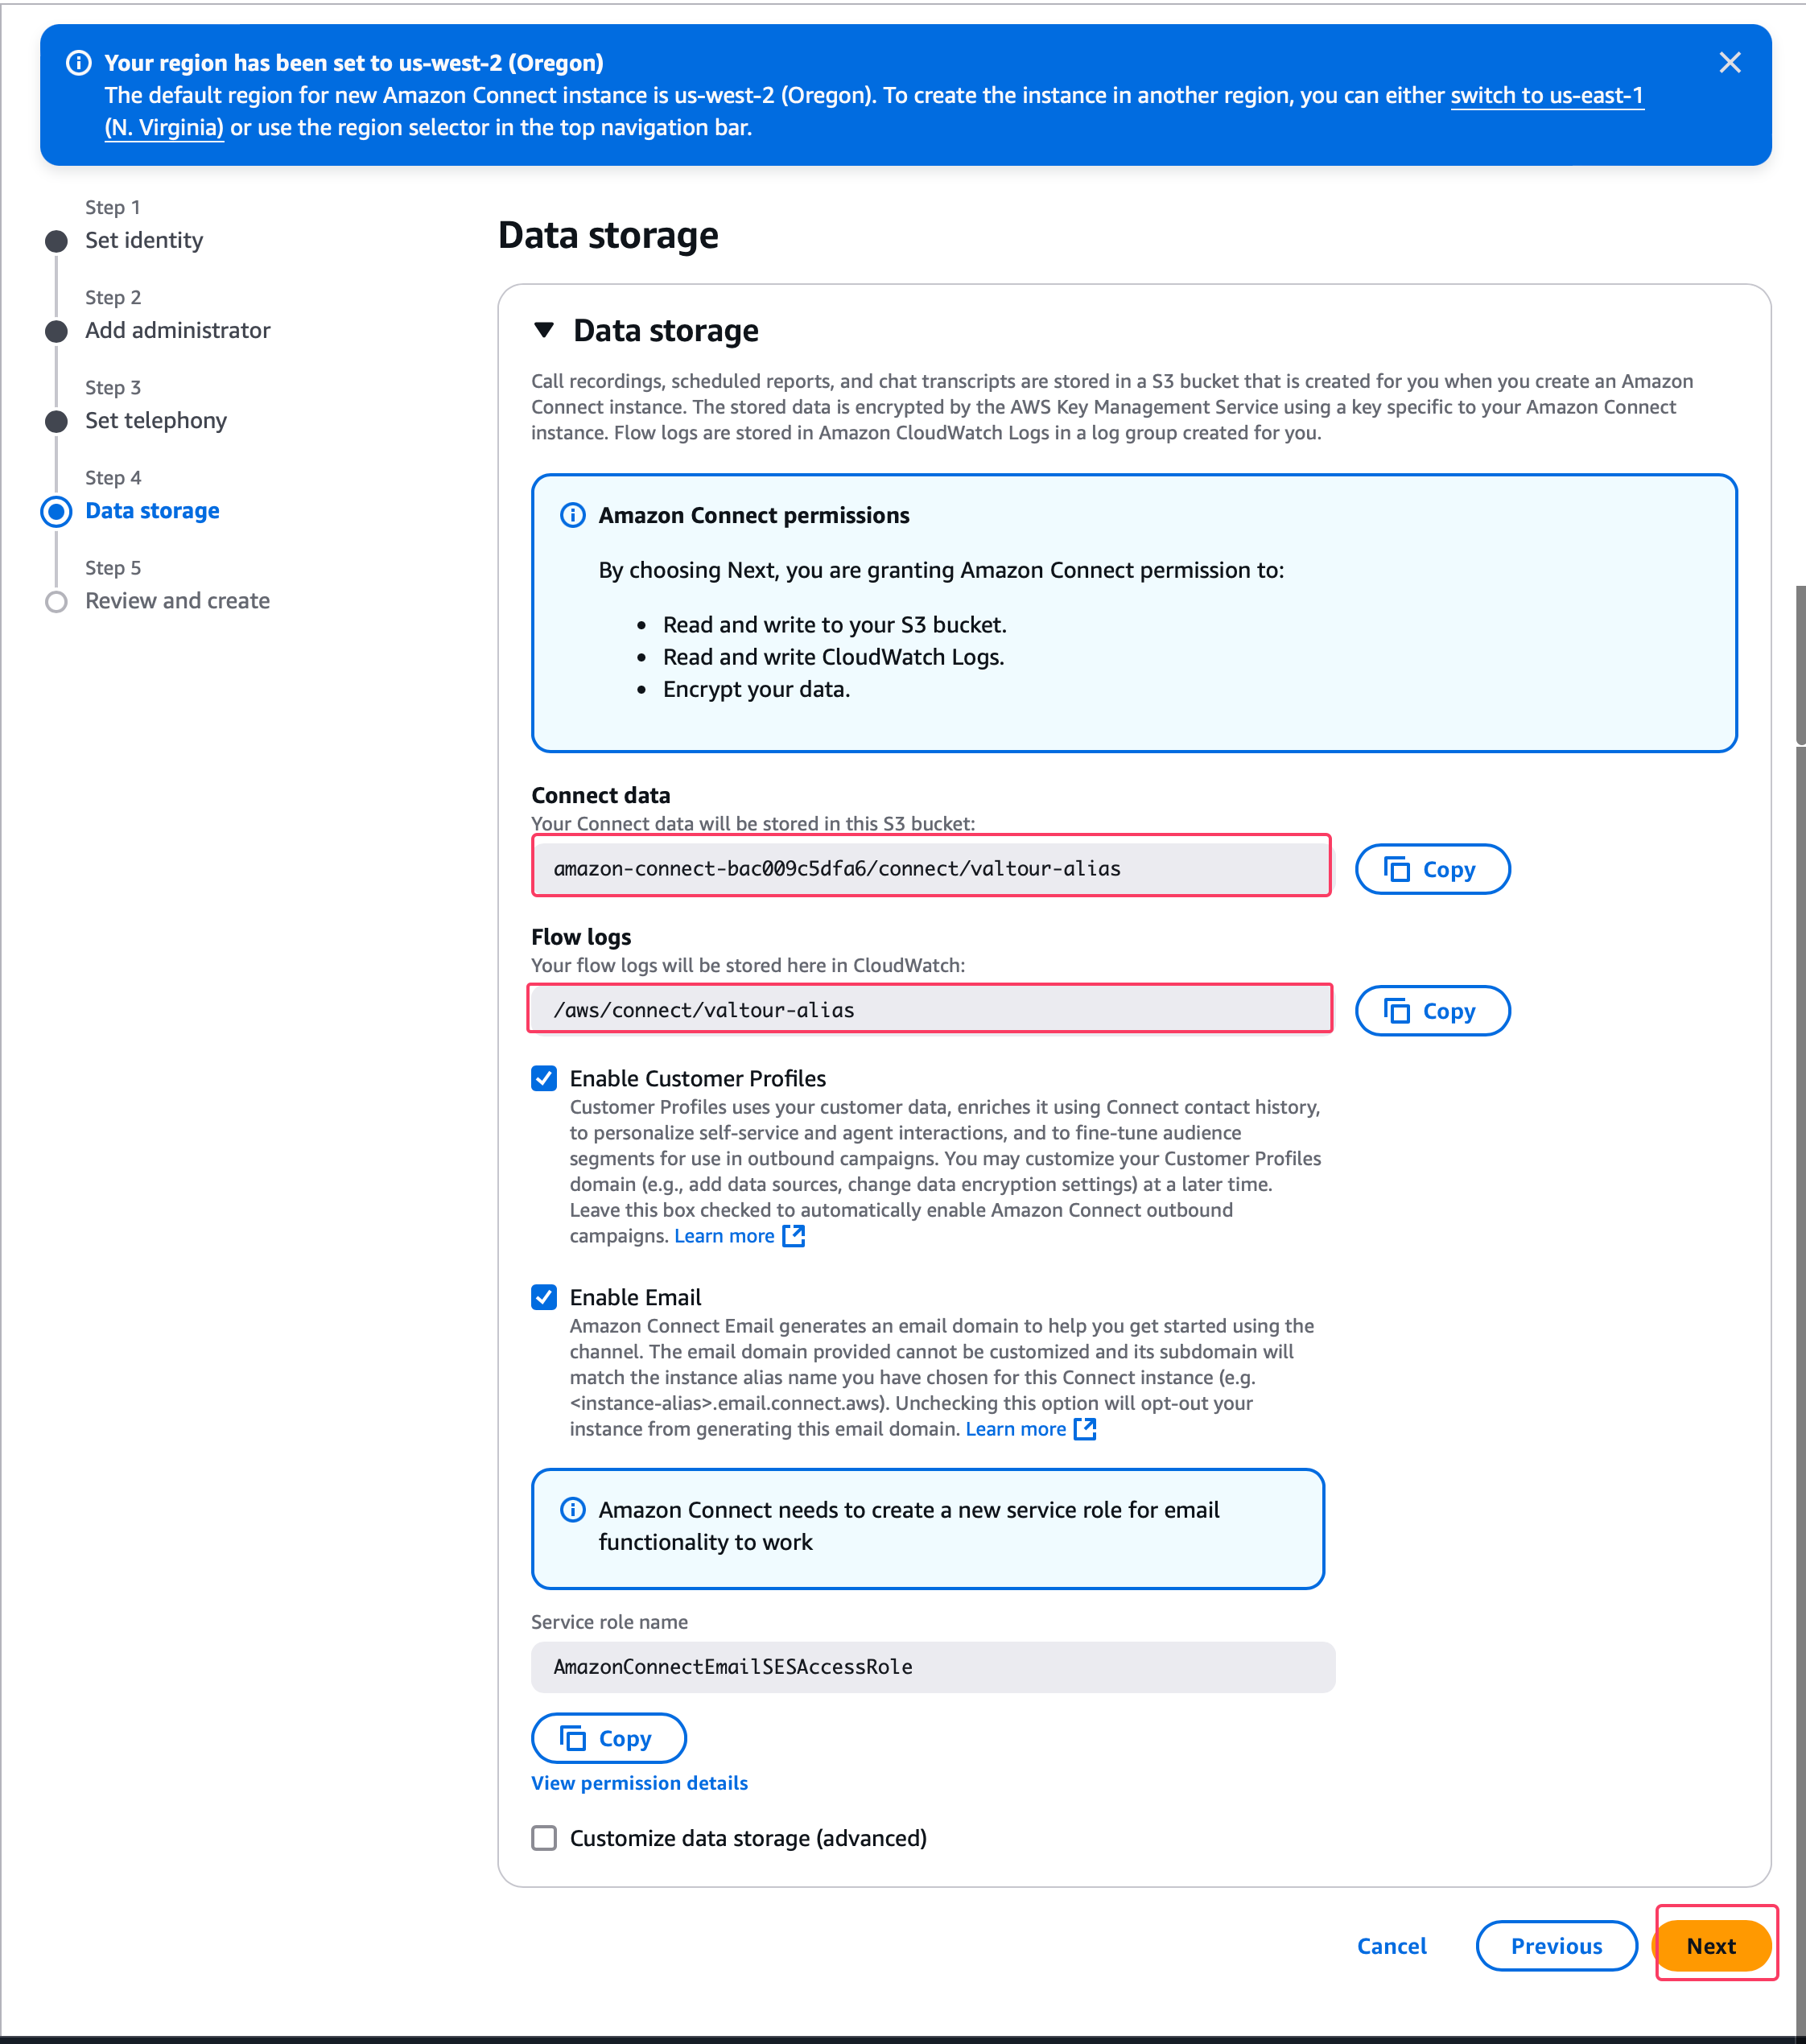 Your region has been set to us-west-2 (Oregon)
The default region for new Amazon Connect instance is us-west-2 (Oregon). To create the instance in another region, you can either switch to us-east-1
(N. Virginia) or use the region selector in the top navigation bar.
Step 1
Set identity
Step 2
Add administrator
Step 3
Set telephony
Step 4
Data storage
Step 5
Review and create
Data storage
Data storage
Call recordings, scheduled reports, and chat transcripts are stored in a S3 bucket that is created for you when you create an Amazon
Connect instance. The stored data is encrypted by the AWS Key Management Service using a key specific to your Amazon Connect
instance. Flow logs are stored in Amazon CloudWatch Logs in a log group created for you.
Amazon Connect permissions
By choosing Next, you are granting Amazon Connect permission to:
• Read and write to your S3 bucket.
• Read and write CloudWatch Logs.
• Encrypt your data.
Connect data
Your Connect data will be stored in this S3 bucket:
amazon-connect-bac009c5dfa6/connect/valtour-alias
Copy
Flow logs
Your flow logs will be stored here in CloudWatch:
/aws/connect/valtour-alias
Copy
Enable Customer Profiles
Customer Profiles uses your customer data, enriches it using Connect contact history,
to personalize self-service and agent interactions, and to fine-tune audience
segments for use in outbound campaigns. You may customize your Customer Profiles
domain (e.g., add data sources, change data encryption settings) at a later time.
Leave this box checked to automatically enable Amazon Connect outbound
campaigns. Learn more
Enable Email
Amazon Connect Email generates an email domain to help you get started using the
channel. The email domain provided cannot be customized and its subdomain will
match the instance alias name you have chosen for this Connect instance (e.g.
<instance-alias>.email.connect.aws). Unchecking this option will opt-out your
instance from generating this email domain. Learn more
Amazon Connect needs to create a new service role for email
functionality to work
Service role name
AmazonConnectEmailSESAccessRole
Copy
View permission details
Customize data storage (advanced)
Cancel
Previous
Next